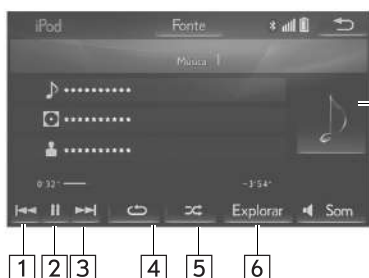 iPod Fonte
Música 1
••••••••••
••••••••••
••••••••••
0'32" -3'54"
Explorar Som
1 2 3 4 5 6